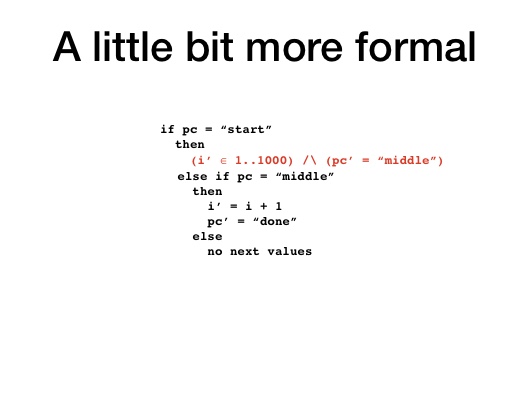 A little bit more formal
if pc = “start”
then
(i’ ∈ 1..1000) /\ (pc’ = “middle”)
else if pc = “middle”
then
i’ = i + 1
pc’ = “done”
else
no next values